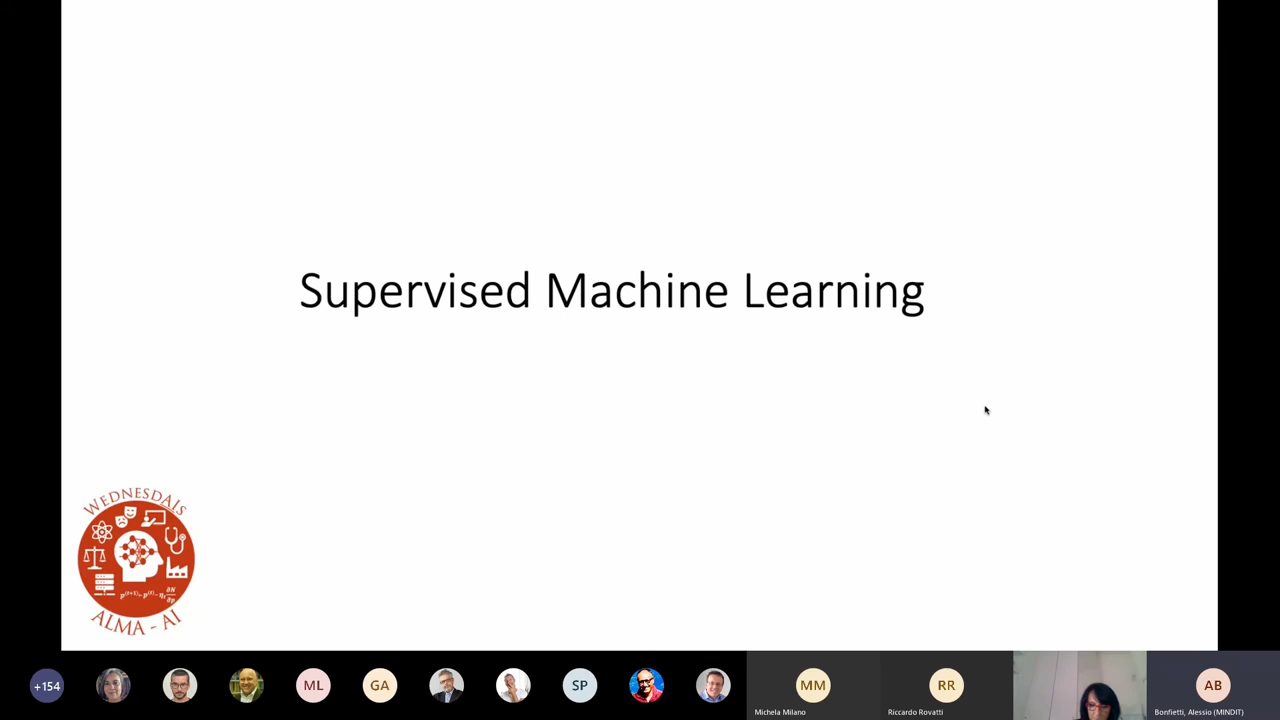 Supervised Machine Learning
WEDNESDAIS
ALMA - AI
+154
ML
GA
SP
MM
RR
AB
Michela Milano
Riccardo Rovatti
Bonfietti, Alessio (MINDIT)